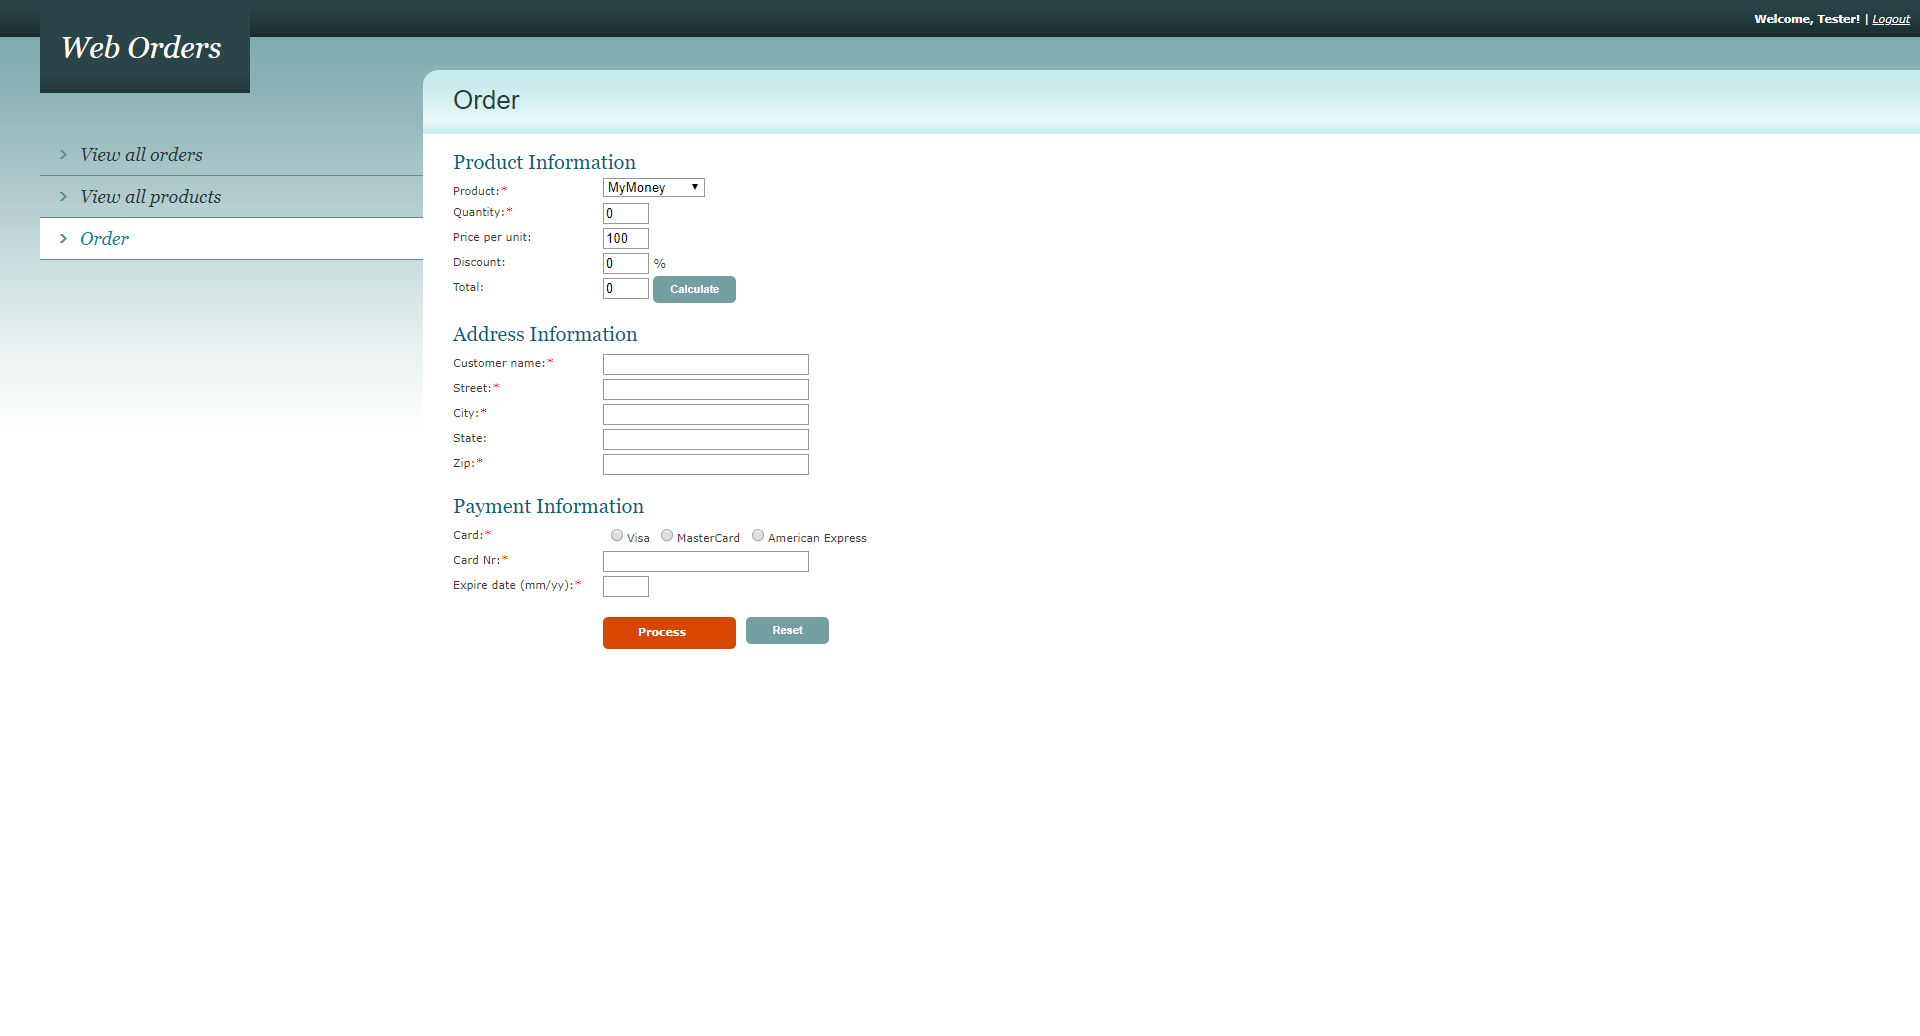 Welcome, Tester! | Logout
Web Orders
View all orders
View all products
Order
Order
Product Information
Product:* MyMoney
Quantity:* 0
Price per unit: 100
Discount: 0 %
Total: 0 Calculate
Address Information
Customer name:*
Street:*
City:*
State:
Zip:*
Payment Information
Card:* Visa MasterCard American Express
Card Nr:*
Expire date (mm/yy):*
Process Reset